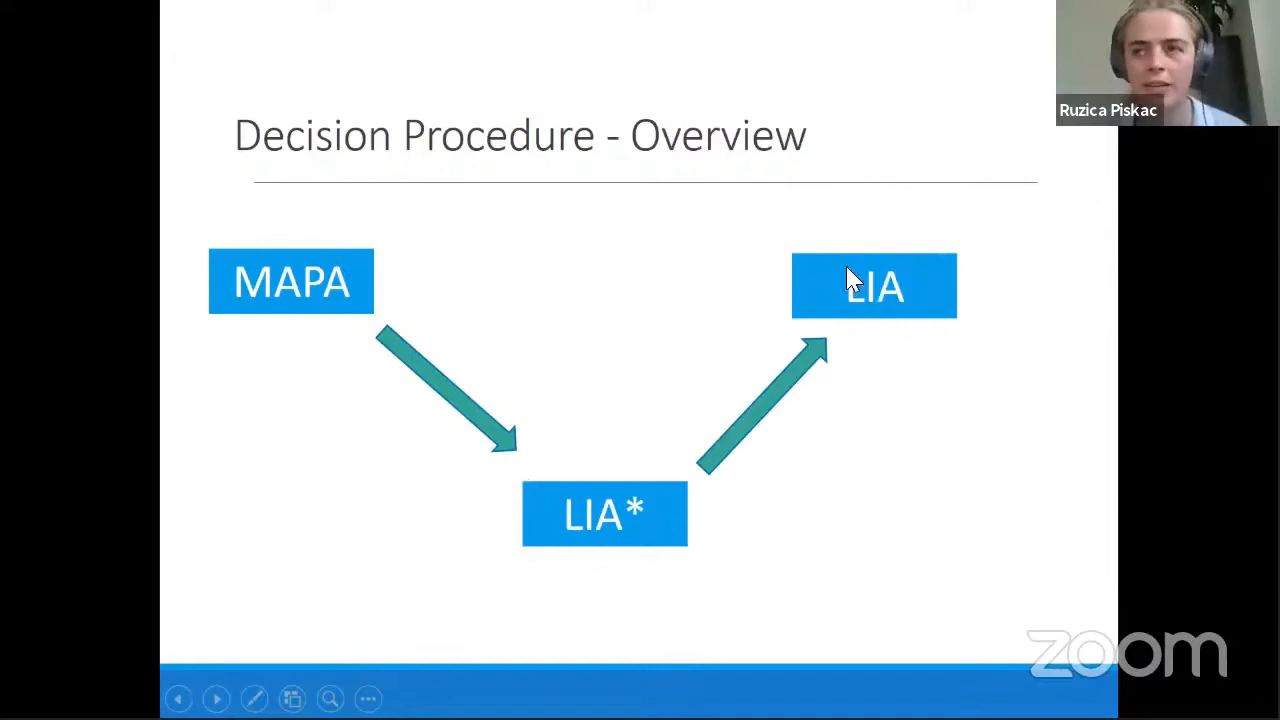 Ruzica Piskac
Decision Procedure - Overview
MAPA
LIA
LIA*
zoom